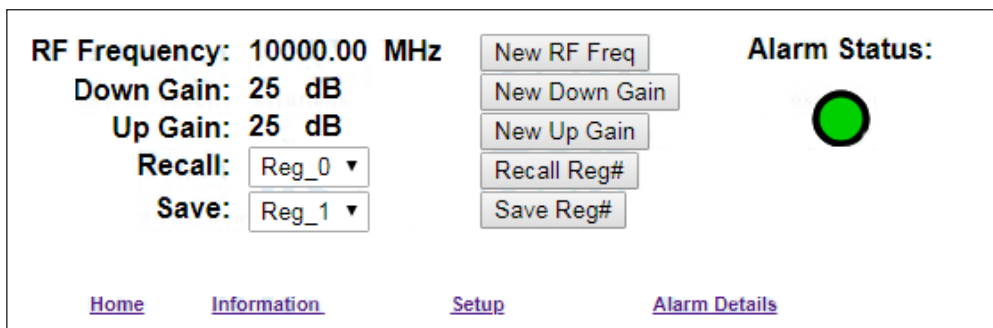 RF Frequency: 10000.00 MHz New RF Freq Alarm Status:
Down Gain: 25 dB New Down Gain
Up Gain: 25 dB New Up Gain
Recall: Reg_0 Recall Reg#
Save: Reg_1 Save Reg#
Home Information Setup Alarm Details